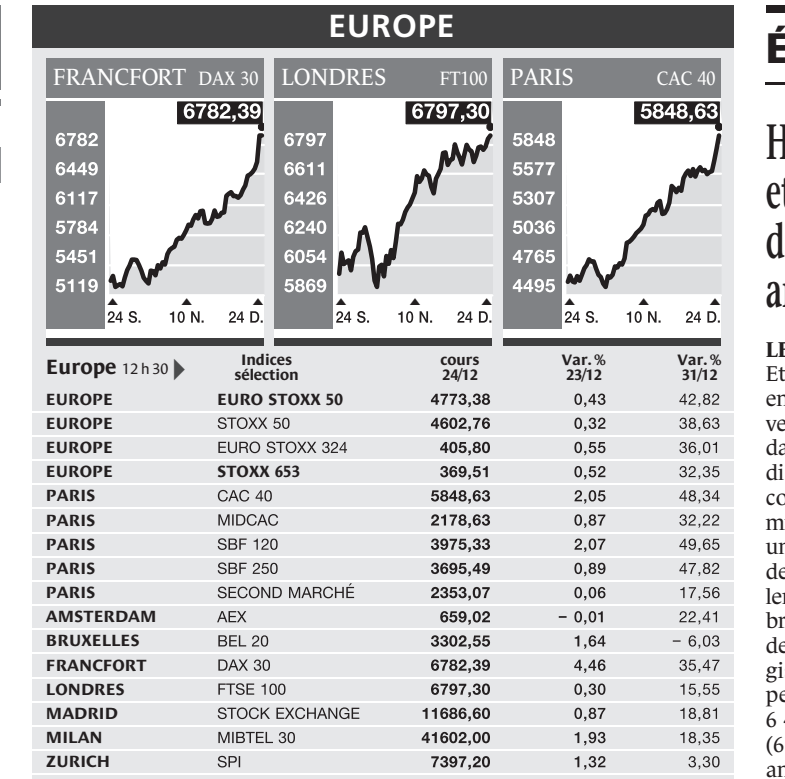 EUROPE
FRANCFORT DAX 30
6782,39
6782
6449
6117
5784
5451
5119
24 S. 10 N. 24 D.
LONDRES FT100
6797,30
6797
6611
6426
6240
6054
5869
24 S. 10 N. 24 D.
PARIS CAC 40
5848,63
5848
5577
5307
5036
4765
4495
24 S. 10 N. 24 D.
Europe 12 h 30 Indices sélection cours 24/12 Var. % 23/12 Var. % 31/12
EUROPE EURO STOXX 50 4773,38 0,43 42,82
EUROPE STOXX 50 4602,76 0,32 38,63
EUROPE EURO STOXX 324 405,80 0,55 36,01
EUROPE STOXX 653 369,51 0,52 32,35
PARIS CAC 40 5848,63 2,05 48,34
PARIS MIDCAC 2178,63 0,87 32,22
PARIS SBF 120 3975,33 2,07 49,65
PARIS SBF 250 3695,49 0,89 47,82
PARIS SECOND MARCHÉ 2353,07 0,06 17,56
AMSTERDAM AEX 659,02 – 0,01 22,41
BRUXELLES BEL 20 3302,55 1,64 – 6,03
FRANCFORT DAX 30 6782,39 4,46 35,47
LONDRES FTSE 100 6797,30 0,30 15,55
MADRID STOCK EXCHANGE 11686,60 0,87 18,81
MILAN MIBTEL 30 41602,00 1,93 18,35
ZURICH SPI 7397,20 1,32 3,30